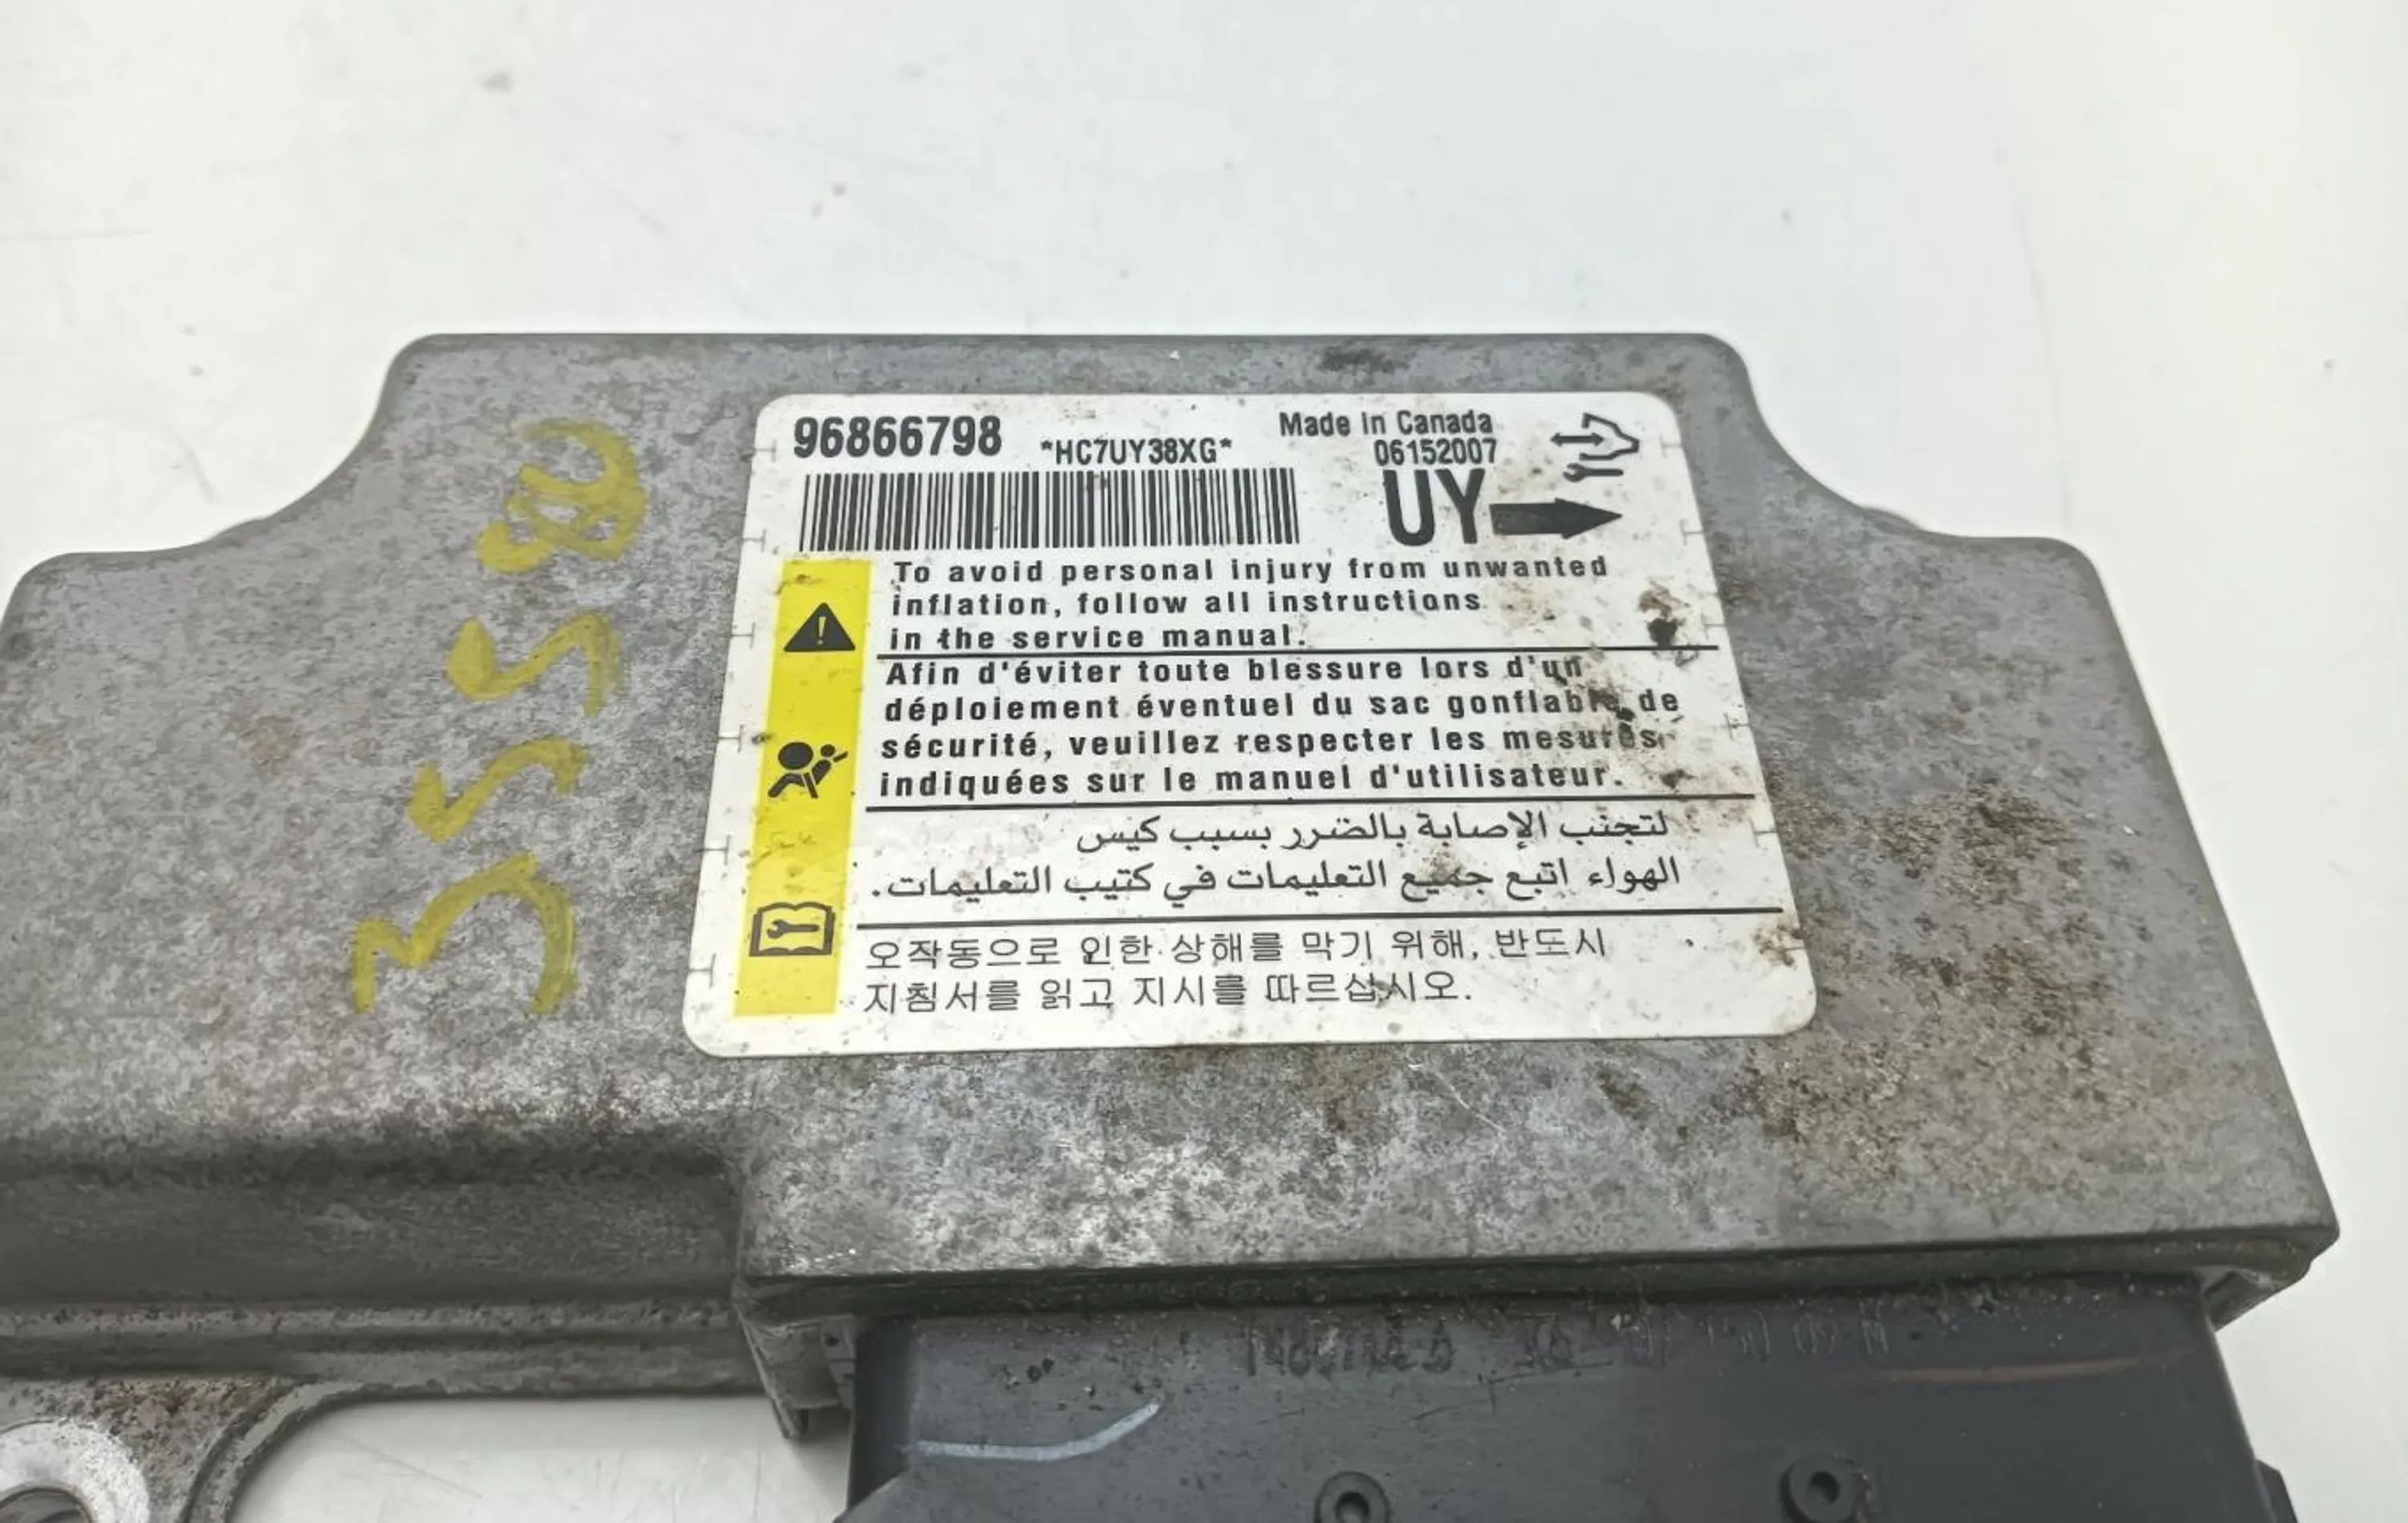 96866798
*HC7UY38XG*
Made in Canada
06152007
UY
To avoid personal injury from unwanted
inflation, follow all instructions
in the service manual.
Afin d'éviter toute blessure lors d'un
déploiement éventuel du sac gonflable de
sécurité, veuillez respecter les mesures
indiquées sur le manuel d'utilisateur.
لتجنب الإصابة بالضرر بسبب كيس
الهواء اتبع جميع التعليمات في كتيب التعليمات.
오작동으로 인한 상해를 막기 위해, 반도시
지침서를 읽고 지시를 따르십시오.